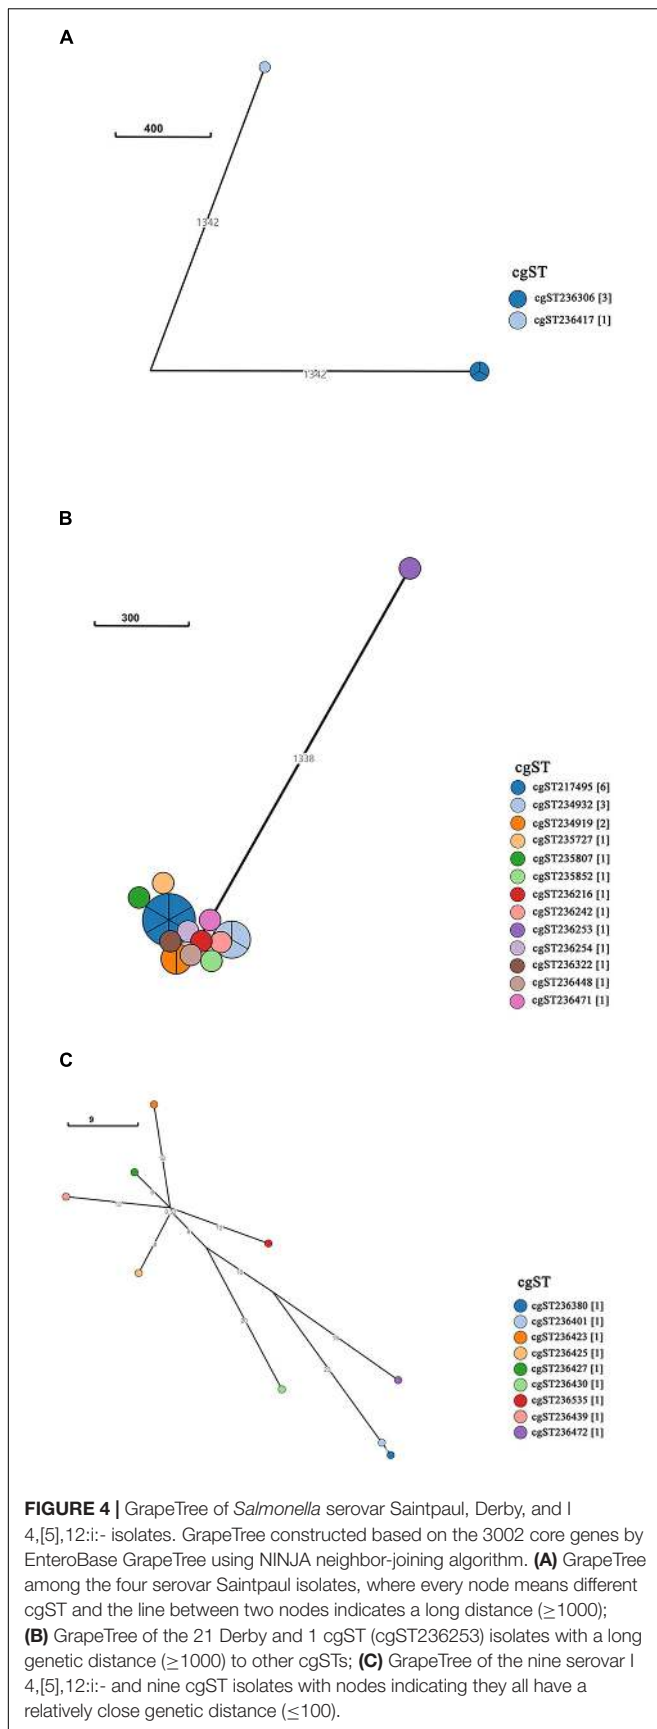 A
400
1342
cgST
cgST236306 [3]
cgST236417 [1]
1342
B
300
1338
cgST
cgST217495 [6]
cgST234932 [3]
cgST234919 [2]
cgST235727 [1]
cgST235807 [1]
cgST235852 [1]
cgST236216 [1]
cgST236242 [1]
cgST236253 [1]
cgST236254 [1]
cgST236322 [1]
cgST236448 [1]
cgST236471 [1]
C
9
cgST
cgST236380 [1]
cgST236401 [1]
cgST236423 [1]
cgST236425 [1]
cgST236427 [1]
cgST236430 [1]
cgST236535 [1]
cgST236439 [1]
cgST236472 [1]
FIGURE 4 | GrapeTree of Salmonella serovar Saintpaul, Derby, and I
4,[5],12:i:- isolates. GrapeTree constructed based on the 3002 core genes by
EnteroBase GrapeTree using NINJA neighbor-joining algorithm. (A) GrapeTree
among the four serovar Saintpaul isolates, where every node means different
cgST and the line between two nodes indicates a long distance (≥1000);
(B) GrapeTree of the 21 Derby and 1 cgST (cgST236253) isolates with a long
genetic distance (≥1000) to other cgSTs; (C) GrapeTree of the nine serovar I
4,[5],12:i:- and nine cgST isolates with nodes indicating they all have a
relatively close genetic distance (≤100).